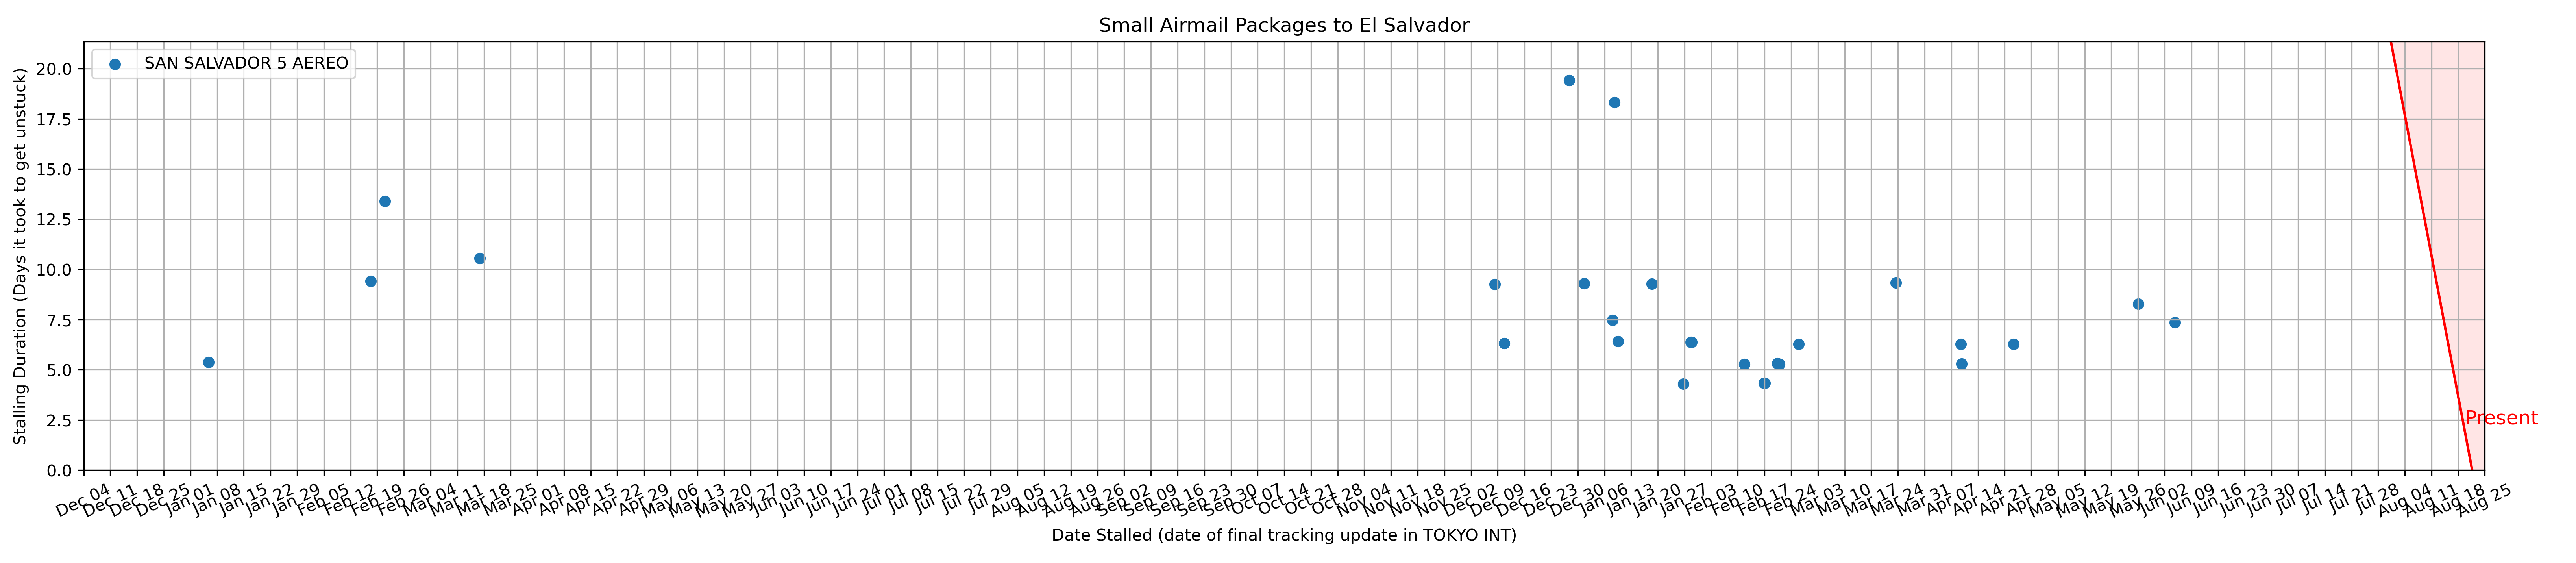 Small Airmail Packages to El Salvador
SAN SALVADOR 5 AEREO
Stalling Duration (Days it took to get unstuck)
20.0
17.5
15.0
12.5
10.0
7.5
5.0
2.5
0.0
Present
Dec 04 Dec 11 Dec 18 Dec 25 Jan 01 Jan 08 Jan 15 Jan 22 Jan 29 Feb 05 Feb 12 Feb 19 Feb 26 Mar 04 Mar 11 Mar 18 Mar 25 Apr 01 Apr 08 Apr 15 Apr 22 Apr 29 May 06 May 13 May 20 May 27 Jun 03 Jun 10 Jun 17 Jun 24 Jul 01 Jul 08 Jul 15 Jul 22 Jul 29 Aug 05 Aug 12 Aug 19 Aug 26 Sep 02 Sep 09 Sep 16 Sep 23 Sep 30 Oct 07 Oct 14 Oct 21 Oct 28 Nov 04 Nov 11 Nov 18 Nov 25 Dec 02 Dec 09 Dec 16 Dec 23 Dec 30 Jan 06 Jan 13 Jan 20 Jan 27 Feb 03 Feb 10 Feb 17 Feb 24 Mar 03 Mar 10 Mar 17 Mar 24 Mar 31 Apr 07 Apr 14 Apr 21 Apr 28 May 05 May 12 May 19 May 26 Jun 02 Jun 09 Jun 16 Jun 23 Jun 30 Jul 07 Jul 14 Jul 21 Jul 28 Aug 04 Aug 11 Aug 18 Aug 25
Date Stalled (date of final tracking update in TOKYO INT)